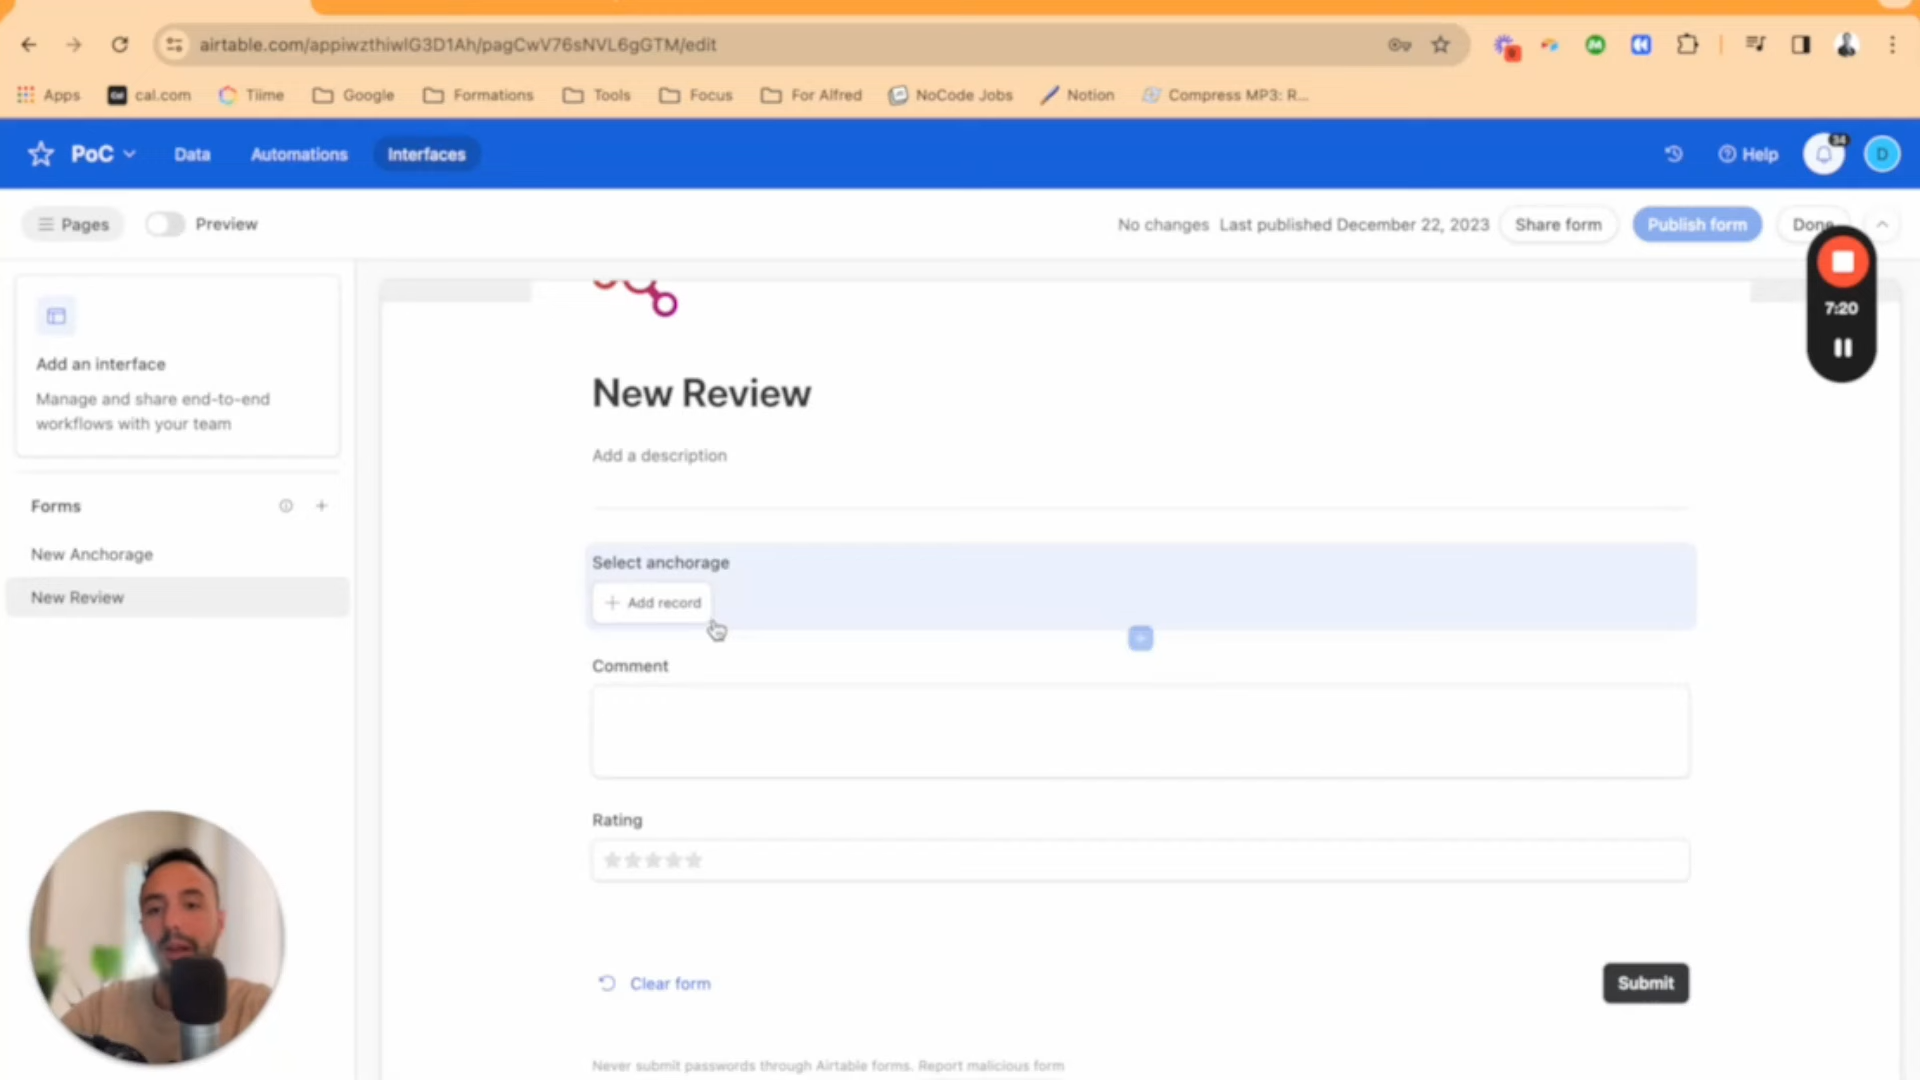 airtable.com/appiwzthiwlG3D1Ah/pagCwV76sNVL6gGTM/edit
Apps
cal.com
Tiime
Google
Formations
Tools
Focus
For Alfred
NoCode Jobs
Notion
Compress MP3: R...
PoC
Data
Automations
Interfaces
Help
34
D
Pages
Preview
No changes
Last published December 22, 2023
Share form
Publish form
Done
7:20
Add an interface
Manage and share end-to-end
workflows with your team
Forms
New Anchorage
New Review
New Review
Add a description
Select anchorage
Add record
Comment
Rating
Clear form
Submit
Never submit passwords through Airtable forms. Report malicious form